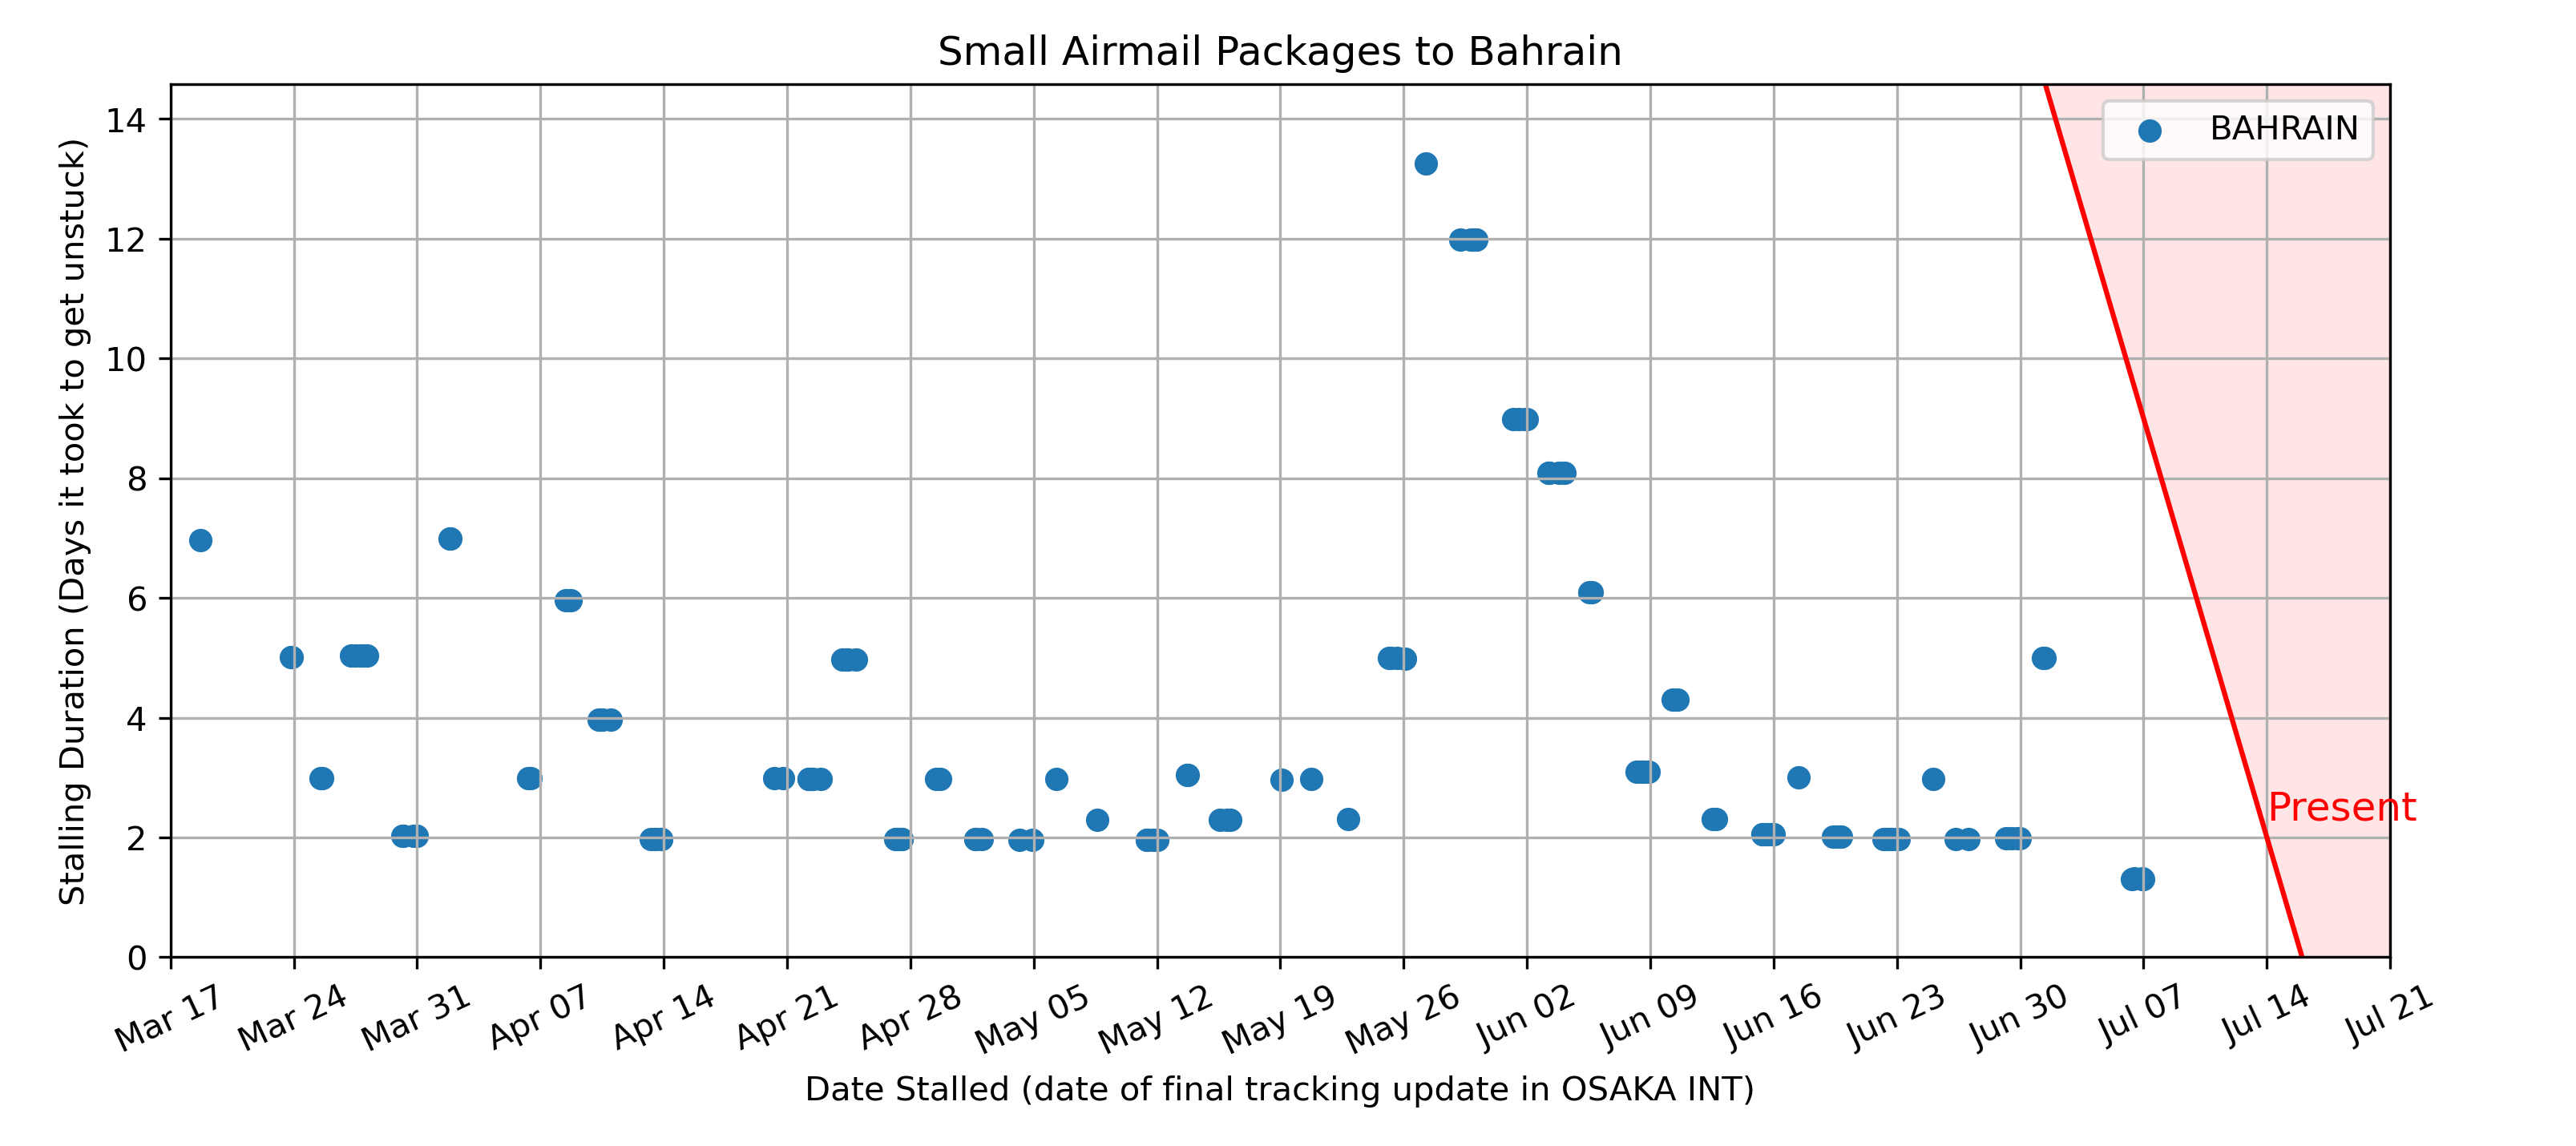 Small Airmail Packages to Bahrain
BAHRAIN
Stalling Duration (Days it took to get unstuck)
14
12
10
8
6
4
2
0
Present
Mar 17
Mar 24
Mar 31
Apr 07
Apr 14
Apr 21
Apr 28
May 05
May 12
May 19
May 26
Jun 02
Jun 09
Jun 16
Jun 23
Jun 30
Jul 07
Jul 14
Jul 21
Date Stalled (date of final tracking update in OSAKA INT)